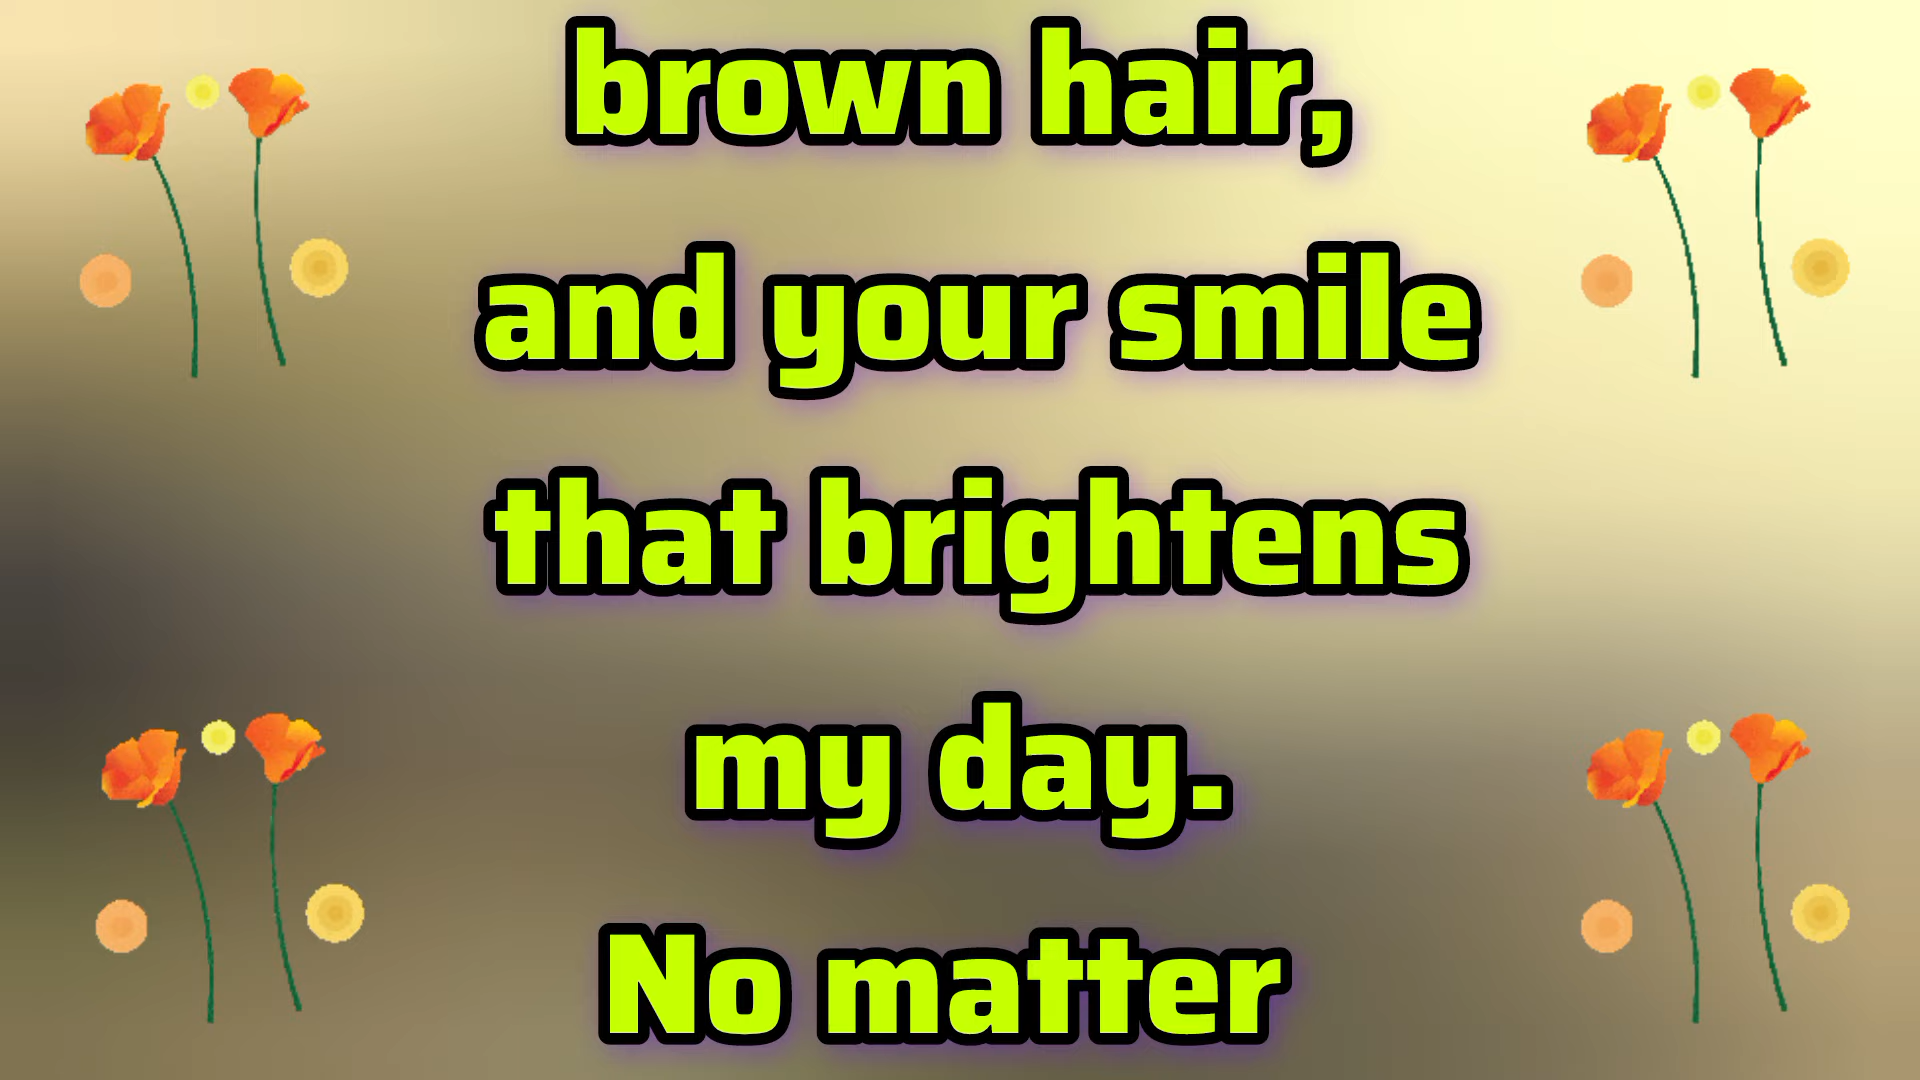 brown hair,
and your smile
that brightens
my day.
No matter